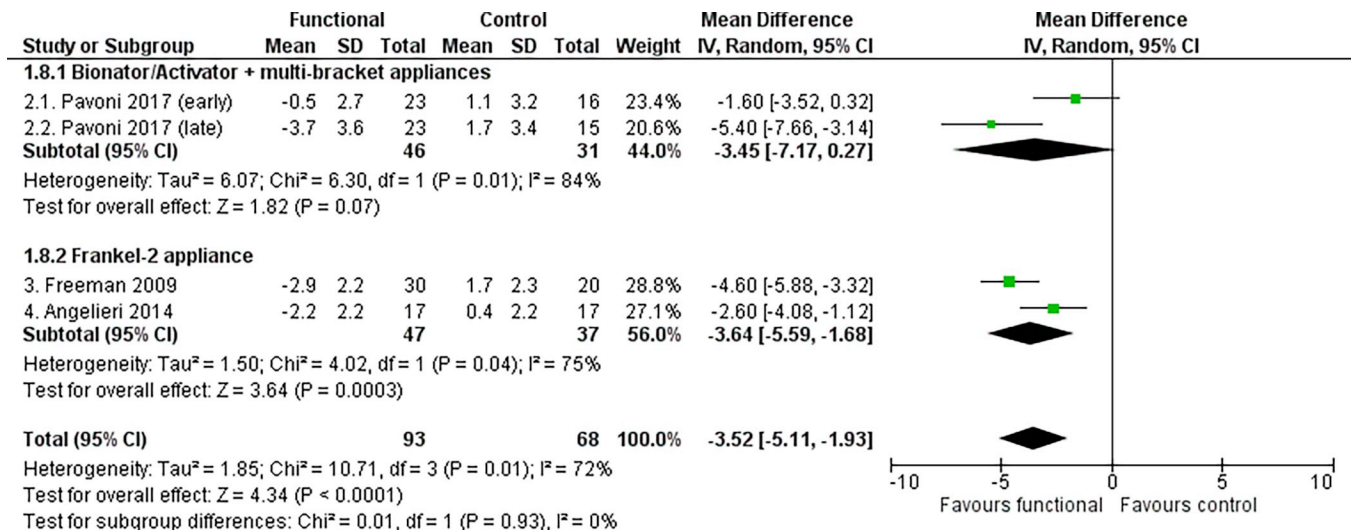 Functional Control Mean Difference Mean Difference
Study or Subgroup Mean SD Total Mean SD Total Weight IV, Random, 95% CI IV, Random, 95% CI
1.8.1 Bionator/Activator + multi-bracket appliances
2.1. Pavoni 2017 (early) -0.5 2.7 23 1.1 3.2 16 23.4% -1.60 [-3.52, 0.32]
2.2. Pavoni 2017 (late) -3.7 3.6 23 1.7 3.4 15 20.6% -5.40 [-7.66, -3.14]
Subtotal (95% CI) 46 31 44.0% -3.45 [-7.17, 0.27]
Heterogeneity: Tau² = 6.07; Chi² = 6.30, df = 1 (P = 0.01); I² = 84%
Test for overall effect: Z = 1.82 (P = 0.07)
1.8.2 Frankel-2 appliance
3. Freeman 2009 -2.9 2.2 30 1.7 2.3 20 28.8% -4.60 [-5.88, -3.32]
4. Angelieri 2014 -2.2 2.2 17 0.4 2.2 17 27.1% -2.60 [-4.08, -1.12]
Subtotal (95% CI) 47 37 56.0% -3.64 [-5.59, -1.68]
Heterogeneity: Tau² = 1.50; Chi² = 4.02, df = 1 (P = 0.04); I² = 75%
Test for overall effect: Z = 3.64 (P = 0.0003)
Total (95% CI) 93 68 100.0% -3.52 [-5.11, -1.93]
Heterogeneity: Tau² = 1.85; Chi² = 10.71, df = 3 (P = 0.01); I² = 72%
Test for overall effect: Z = 4.34 (P < 0.0001)
Test for subgroup differences: Chi² = 0.01, df = 1 (P = 0.93), I² = 0%
-10 -5 0 5 10
Favours functional Favours control